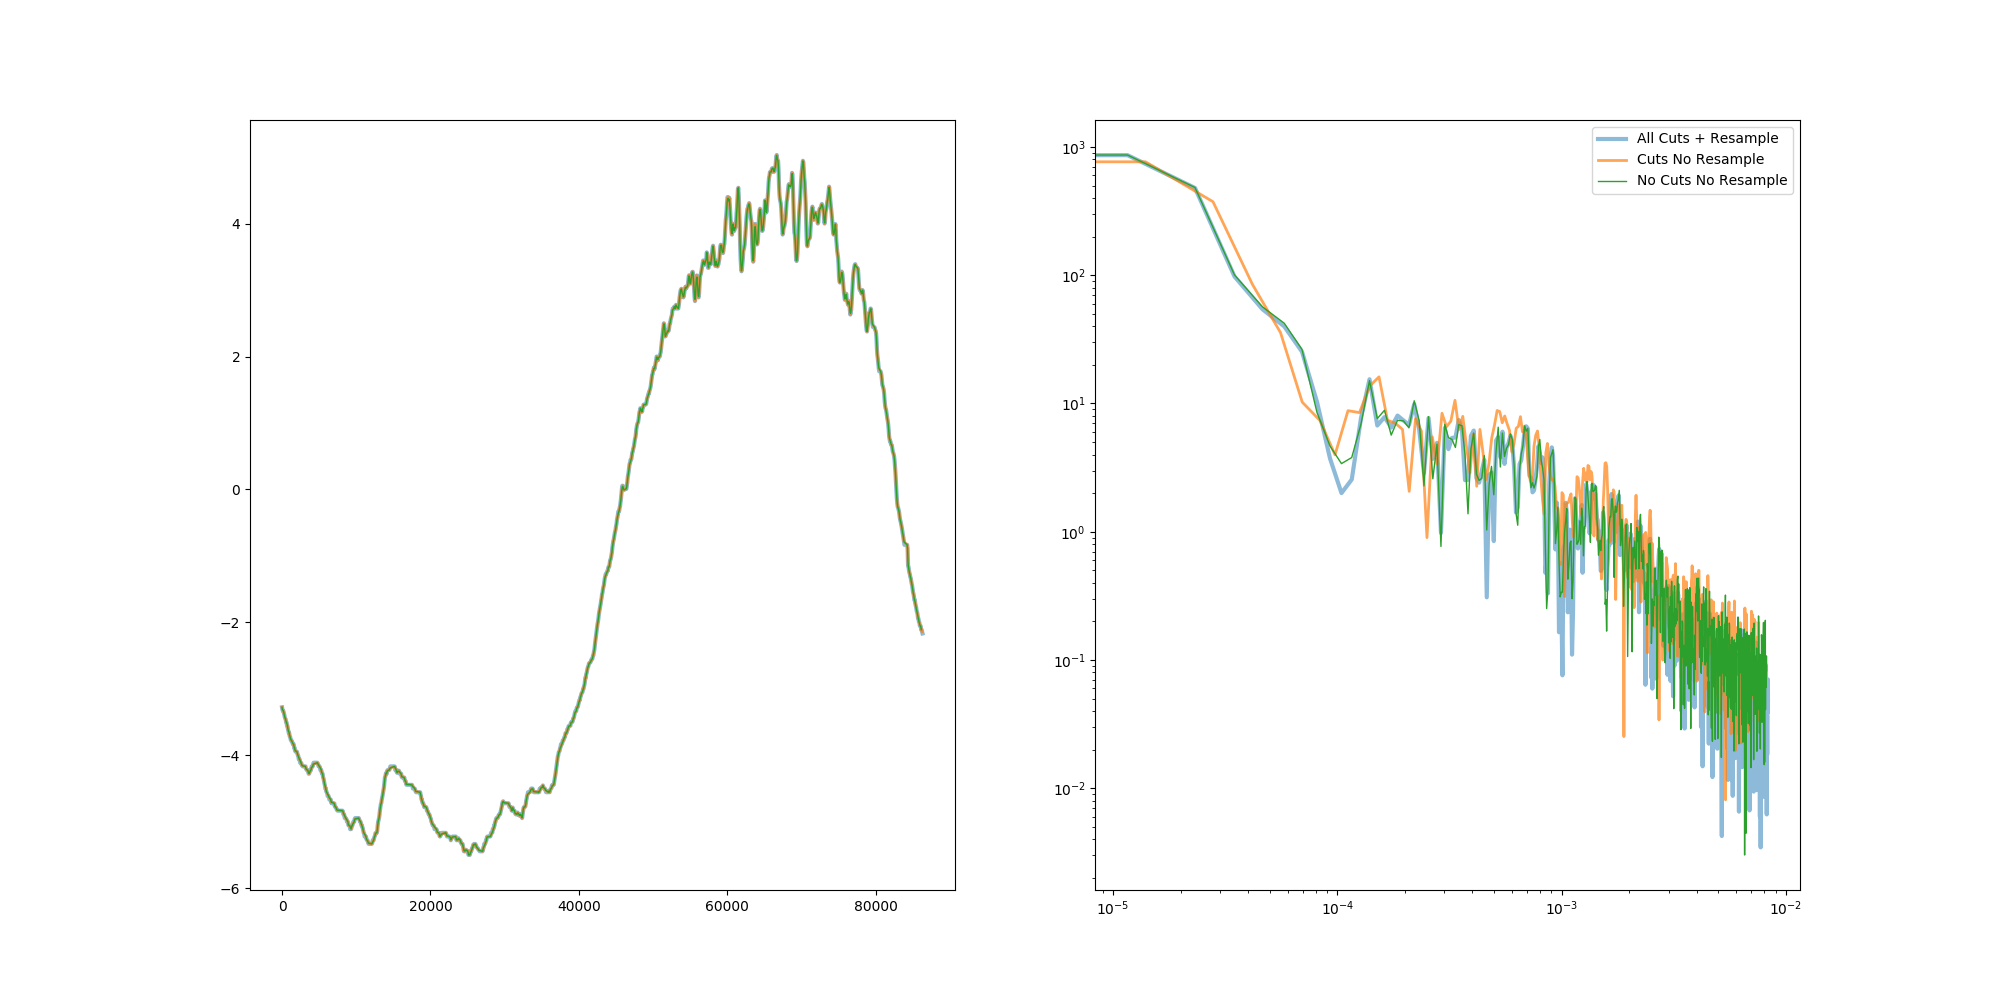 4
2
0
−2
−4
−6
0 20000 40000 60000 80000
10³
10²
10¹
10⁰
10⁻¹
10⁻²
10⁻⁵ 10⁻⁴ 10⁻³ 10⁻²
All Cuts + Resample
Cuts No Resample
No Cuts No Resample